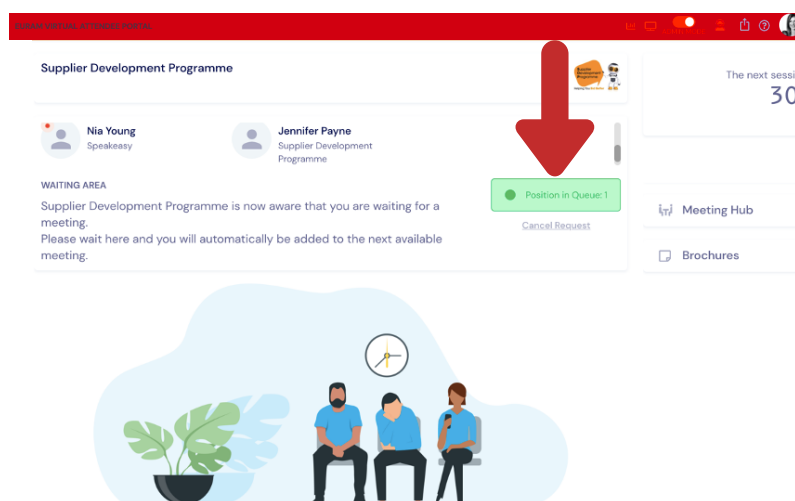 Supplier Development Programme
The next sessi
30
Nia Young
Speakeasy
Jennifer Payne
Supplier Development
Programme
WAITING AREA
Supplier Development Programme is now aware that you are waiting for a
meeting.
Please wait here and you will automatically be added to the next available
meeting.
Position in Queue: 1
Cancel Request
Meeting Hub
Brochures